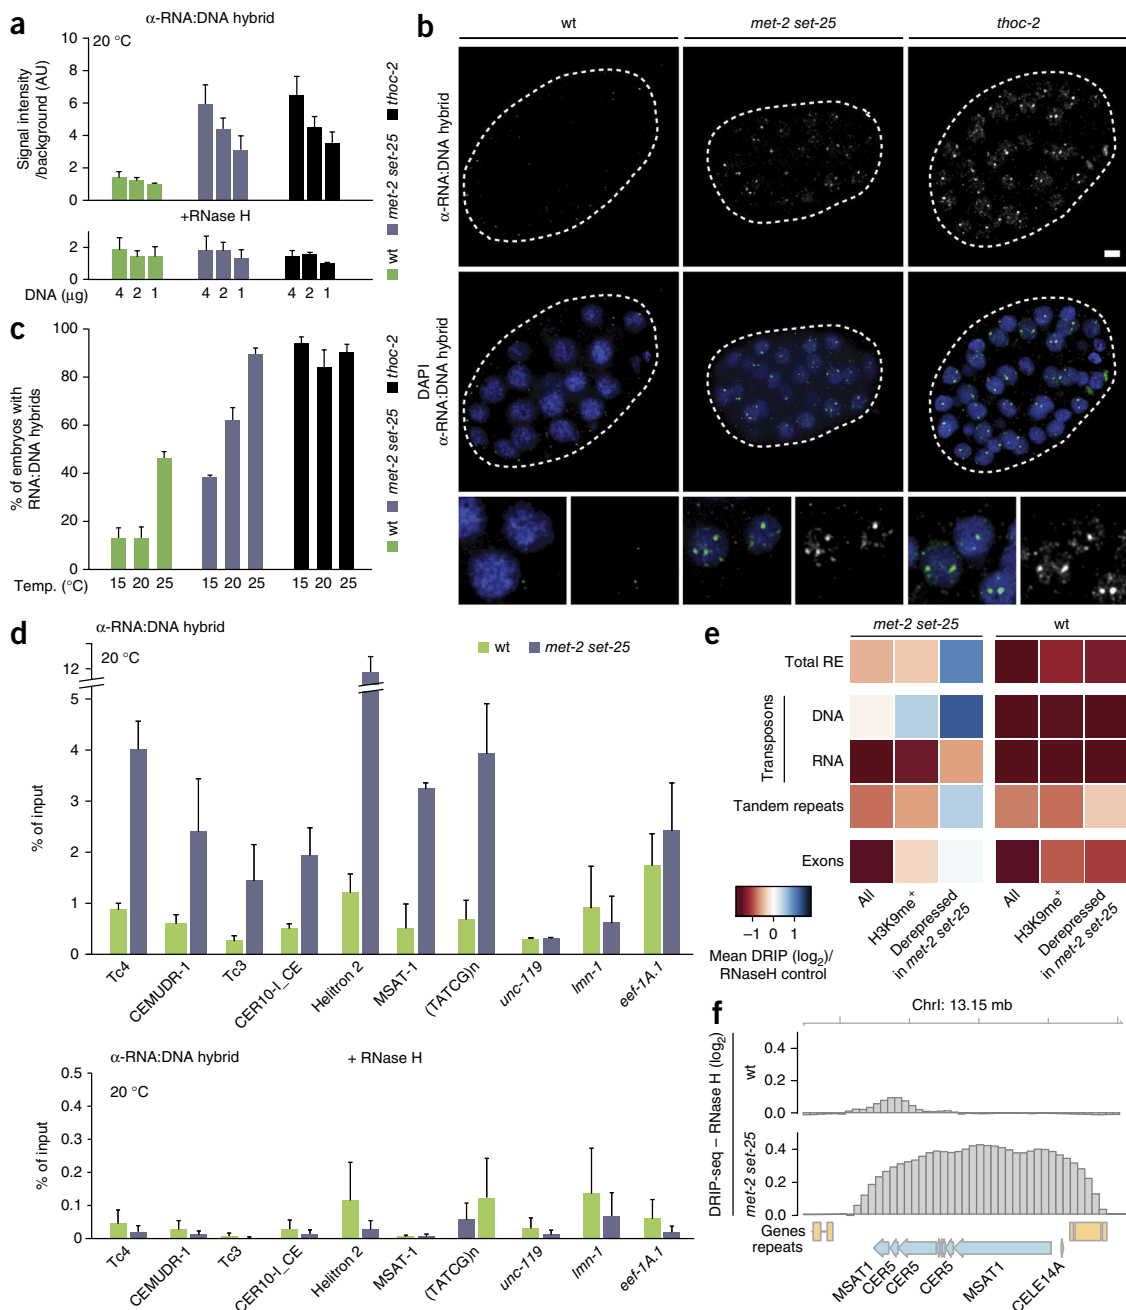 a
α-RNA:DNA hybrid
20 °C
Signal intensity
/background (AU)
10
8
6
4
2
0
+RNase H
2
0
DNA (μg)
4 2 1
4 2 1
4 2 1
wt
met-2 set-25
thoc-2
b
wt
met-2 set-25
thoc-2
α-RNA:DNA hybrid
DAPI
α-RNA:DNA hybrid
c
% of embryos with
RNA:DNA hybrids
100
80
60
40
20
0
Temp. (°C)
15 20 25
15 20 25
15 20 25
wt
met-2 set-25
thoc-2
d
α-RNA:DNA hybrid
20 °C
wt
met-2 set-25
% of input
12
5
4
3
2
1
0
Tc4
CEMUDR-1
Tc3
CER10-I_CE
Helitron 2
MSAT-1
(TATCG)n
unc-119
lmn-1
eef-1A.1
α-RNA:DNA hybrid
+ RNase H
20 °C
% of input
0.5
0.4
0.3
0.2
0.1
0
Tc4
CEMUDR-1
Tc3
CER10-I_CE
Helitron 2
MSAT-1
(TATCG)n
unc-119
lmn-1
eef-1A.1
e
met-2 set-25
wt
Total RE
Transposons
DNA
RNA
Tandem repeats
Exons
All
H3K9me+
Derepressed
in met-2 set-25
All
H3K9me+
Derepressed
in met-2 set-25
−1 0 1
Mean DRIP (log2)/
RNaseH control
f
ChrI: 13.15 mb
DRIP-seq – RNase H (log2)
wt
0.4
0.2
0.0
met-2 set-25
0.4
0.2
0.0
Genes
repeats
MSAT1
CER5
CER5
CER5
MSAT1
CELE14A